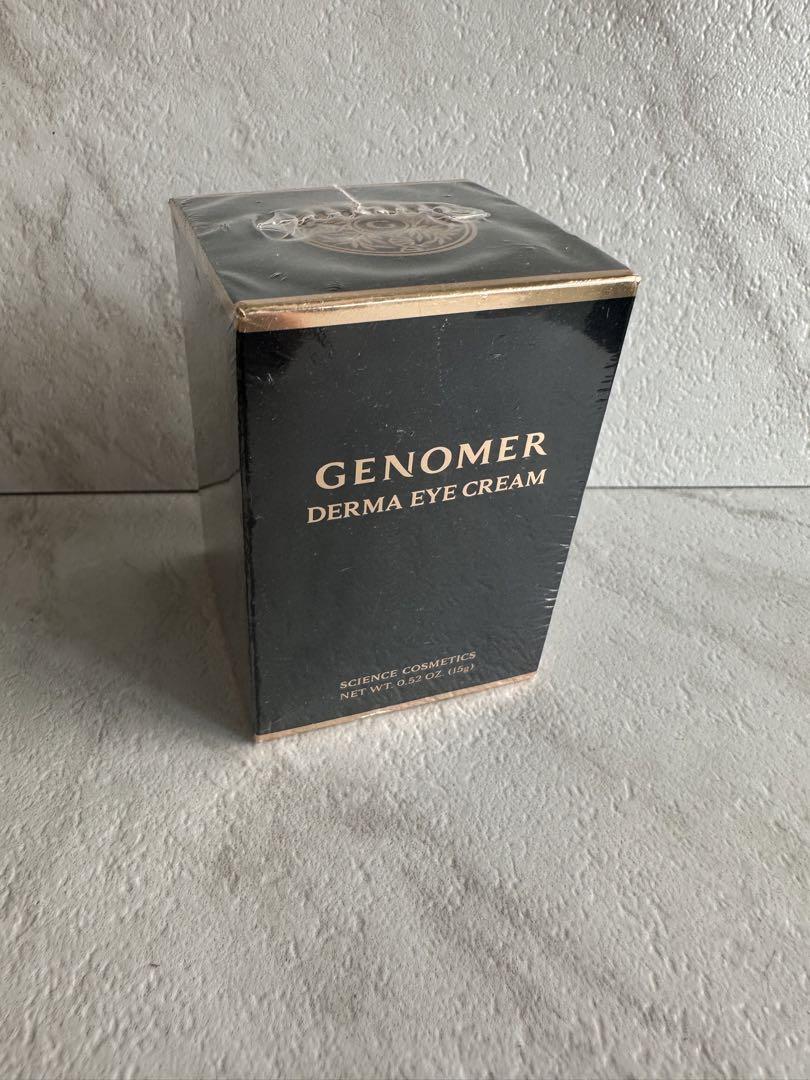 GENOMER
DERMA EYE CREAM
SCIENCE COSMETICS
NET WT. 0.52 OZ. (15g)